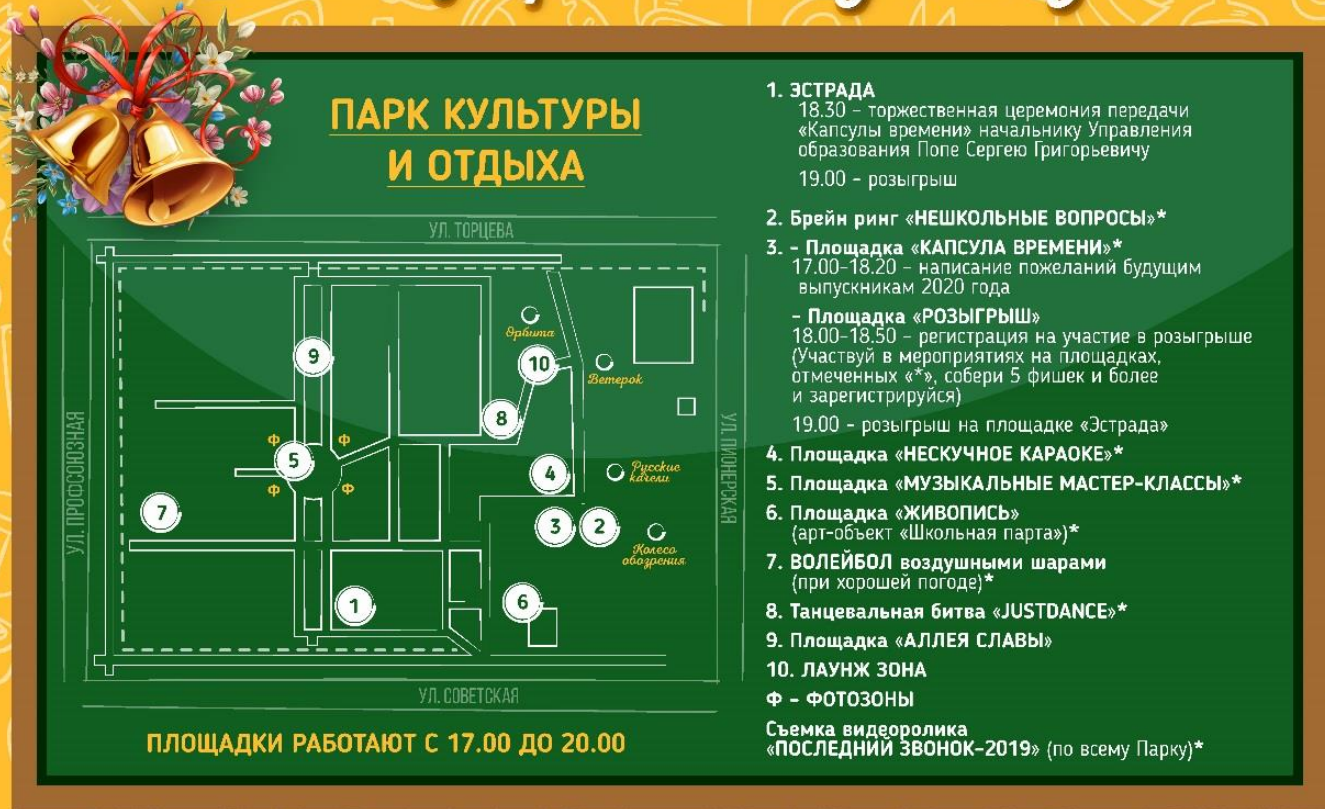 ПАРК КУЛЬТУРЫ
И ОТДЫХА
УЛ. ТОРЦЕВА
УЛ. ПРОФСОЮЗНАЯ
УЛ. ПИОНЕРСКАЯ
УЛ. СОВЕТСКАЯ
Орбита
Ветерок
Русские
качели
Колесо
обозрения
9
10
8
Ф Ф
5
4
Ф Ф
7
3
2
1
6
ПЛОЩАДКИ РАБОТАЮТ С 17.00 ДО 20.00
1. ЭСТРАДА
18.30 – торжественная церемония передачи
«Капсулы времени» начальнику Управления
образования Попе Сергею Григорьевичу
19.00 – розыгрыш
2. Брейн ринг «НЕШКОЛЬНЫЕ ВОПРОСЫ»*
3. – Площадка «КАПСУЛА ВРЕМЕНИ»*
17.00–18.20 – написание пожеланий будущим
выпускникам 2020 года
– Площадка «РОЗЫГРЫШ»
18.00–18.50 – регистрация на участие в розыгрыше
(Участвуй в мероприятиях на площадках,
отмеченных «*», собери 5 фишек и более
и зарегистрируйся)
19.00 – розыгрыш на площадке «Эстрада»
4. Площадка «НЕСКУЧНОЕ КАРАОКЕ»*
5. Площадка «МУЗЫКАЛЬНЫЕ МАСТЕР-КЛАССЫ»*
6. Площадка «ЖИВОПИСЬ»
(арт-объект «Школьная парта»)*
7. ВОЛЕЙБОЛ воздушными шарами
(при хорошей погоде)*
8. Танцевальная битва «JUSTDANCE»*
9. Площадка «АЛЛЕЯ СЛАВЫ»
10. ЛАУНЖ ЗОНА
Ф – ФОТОЗОНЫ
Съемка видеоролика
«ПОСЛЕДНИЙ ЗВОНОК–2019» (по всему Парку)*